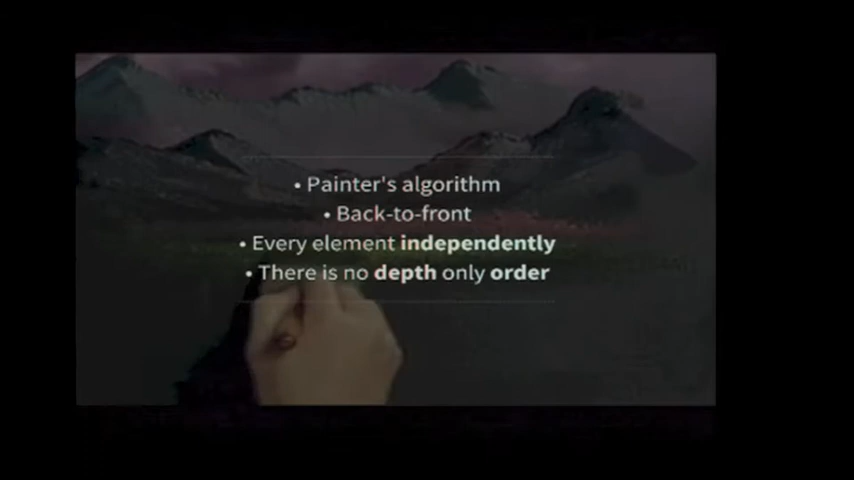 • Painter's algorithm
• Back-to-front
• Every element independently
• There is no depth only order